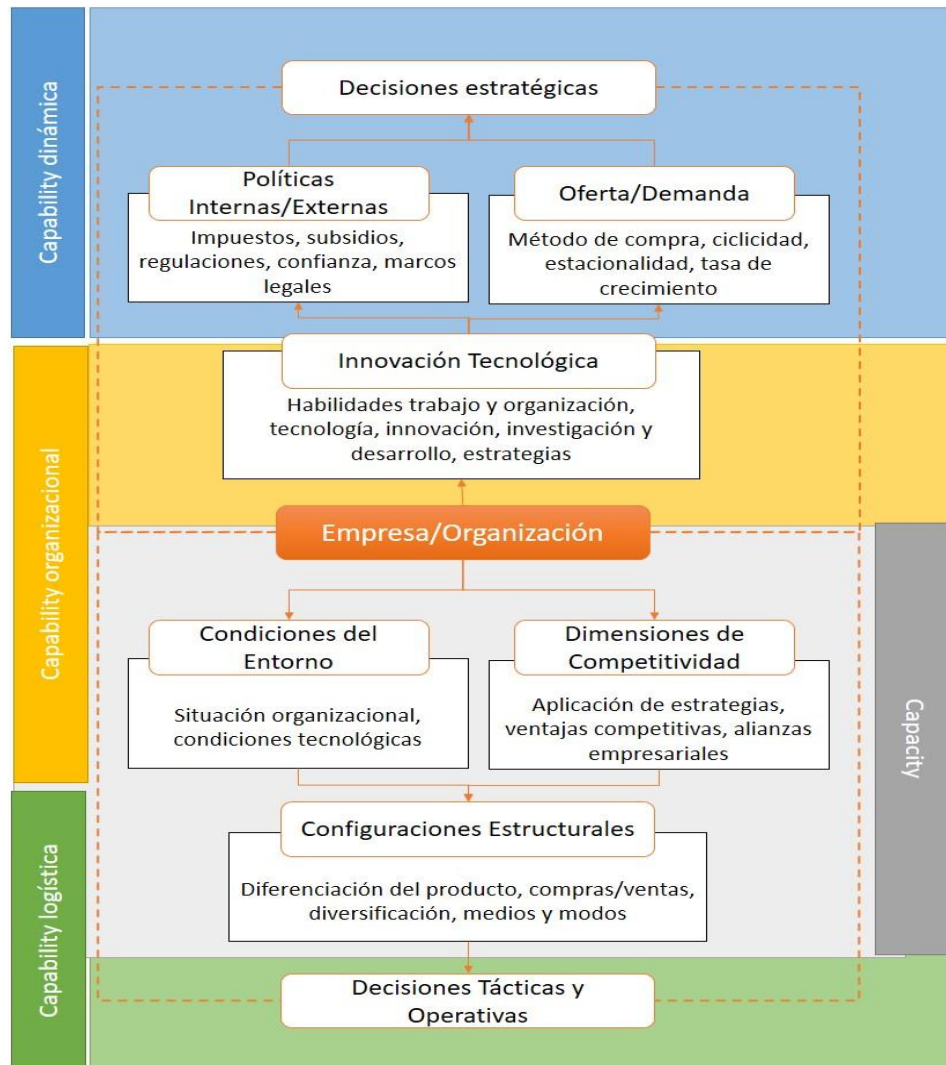 Capability dinámica
Decisiones estratégicas
Políticas
Internas/Externas
Impuestos, subsidios,
regulaciones, confianza, marcos
legales
Oferta/Demanda
Método de compra, ciclicidad,
estacionalidad, tasa de
crecimiento
Capability organizacional
Innovación Tecnológica
Habilidades trabajo y organización,
tecnología, innovación, investigación y
desarrollo, estrategias
Empresa/Organización
Condiciones del
Entorno
Situación organizacional,
condiciones tecnológicas
Dimensiones de
Competitividad
Aplicación de estrategias,
ventajas competitivas, alianzas
empresariales
Capacity
Capability logística
Configuraciones Estructurales
Diferenciación del producto, compras/ventas,
diversificación, medios y modos
Decisiones Tácticas y
Operativas